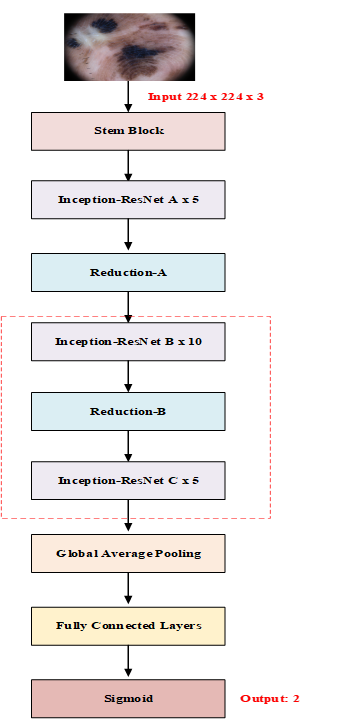 Input 224 x 224 x 3
Stem Block
Inception-ResNet A x 5
Reduction-A
Inception-ResNet B x 10
Reduction-B
Inception-ResNet C x 5
Global Average Pooling
Fully Connected Layers
Sigmoid
Output: 2